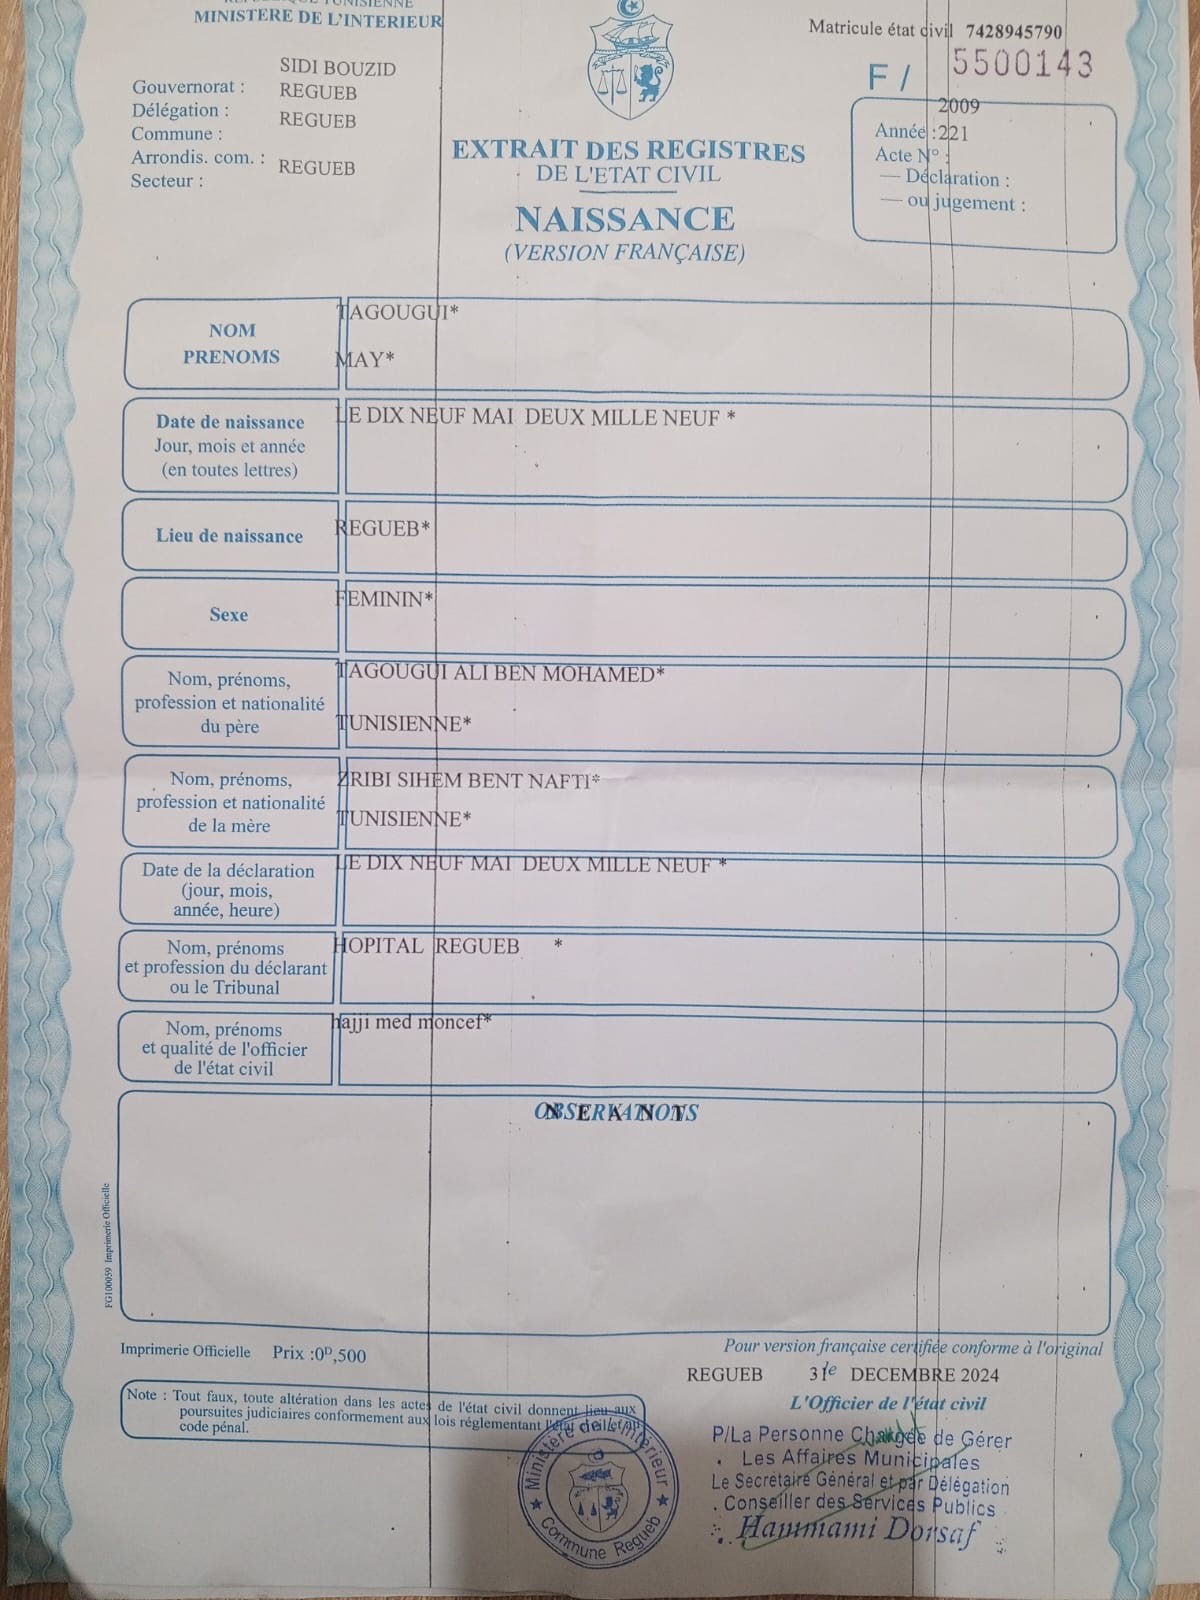 REPUBLIQUE TUNISIENNE
MINISTERE DE L'INTERIEUR
Matricule état civil 7428945790
F / 5500143
SIDI BOUZID
Gouvernorat : REGUEB
Délégation :
REGUEB
Commune :
Arrondis. com. :
REGUEB
Secteur :
2009
Année :221
Acte N° :
— Déclaration :
— ou jugement :
EXTRAIT DES REGISTRES
DE L'ETAT CIVIL
NAISSANCE
(VERSION FRANÇAISE)
NOM
PRENOMS
TAGOUGUI*
MAY*
Date de naissance
Jour, mois et année
(en toutes lettres)
LE DIX NEUF MAI DEUX MILLE NEUF *
Lieu de naissance
REGUEB*
Sexe
FEMININ*
Nom, prénoms,
profession et nationalité
du père
TAGOUGUI ALI BEN MOHAMED*
TUNISIENNE*
Nom, prénoms,
profession et nationalité
de la mère
ZRIBI SIHEM BENT NAFTI*
TUNISIENNE*
Date de la déclaration
(jour, mois,
année, heure)
LE DIX NEUF MAI DEUX MILLE NEUF *
Nom, prénoms
et profession du déclarant
ou le Tribunal
HOPITAL REGUEB *
Nom, prénoms
et qualité de l'officier
de l'état civil
hajji med moncef*
OBSERVATIONS
N E A N T
FG100059 Imprimerie Officielle
Imprimerie Officielle Prix :0ᴰ,500
Note : Tout faux, toute altération dans les actes de l'état civil donnent lieu aux
poursuites judiciaires conformement aux lois réglementant l'état civil et au
code pénal.
Pour version française certifiée conforme à l'original
REGUEB 31e DECEMBRE 2024
L'Officier de l'état civil
P/La Personne Chargée de Gérer
Les Affaires Municipales
Le Secrétaire Général et par Délégation
Conseiller des Services Publics
Hammami Dorsaf
Ministère de l'Intérieur
Commune Regueb